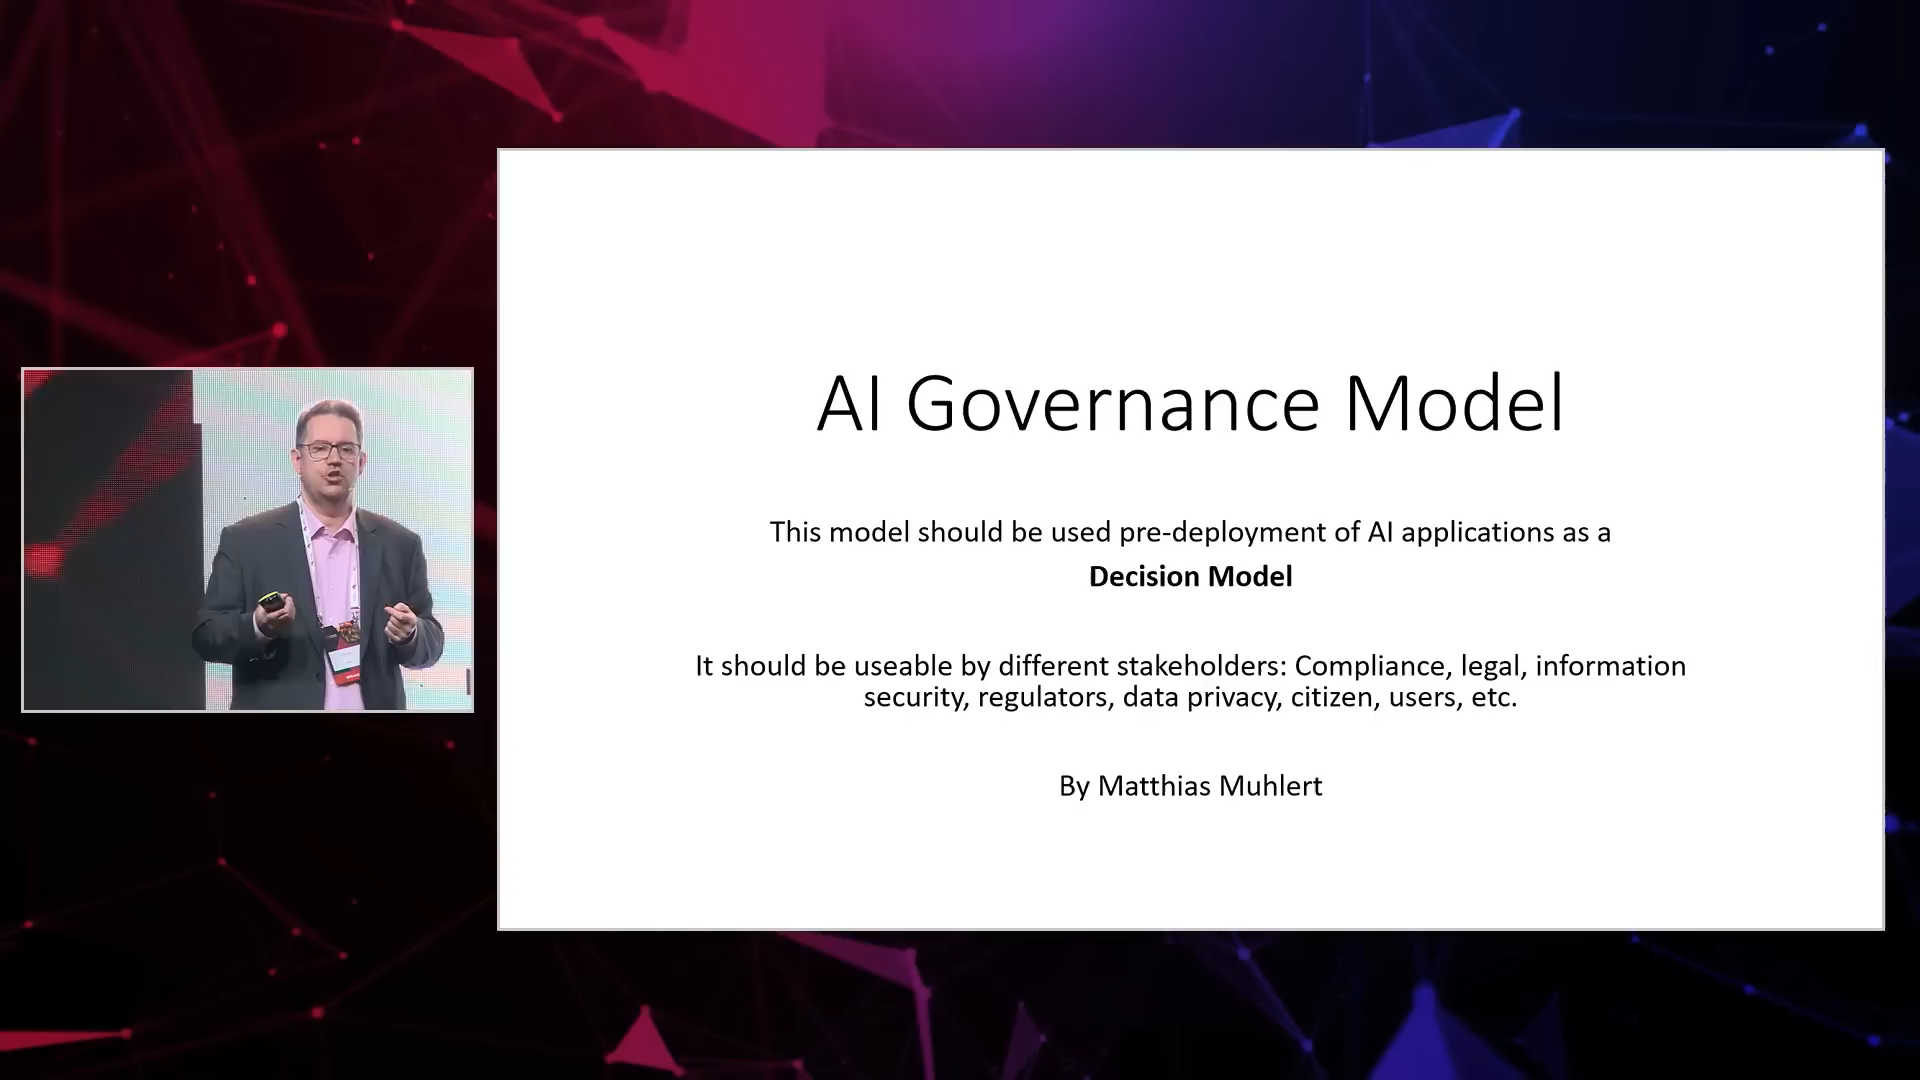 AI Governance Model
This model should be used pre-deployment of AI applications as a
Decision Model
It should be useable by different stakeholders: Compliance, legal, information
security, regulators, data privacy, citizen, users, etc.
By Matthias Muhlert